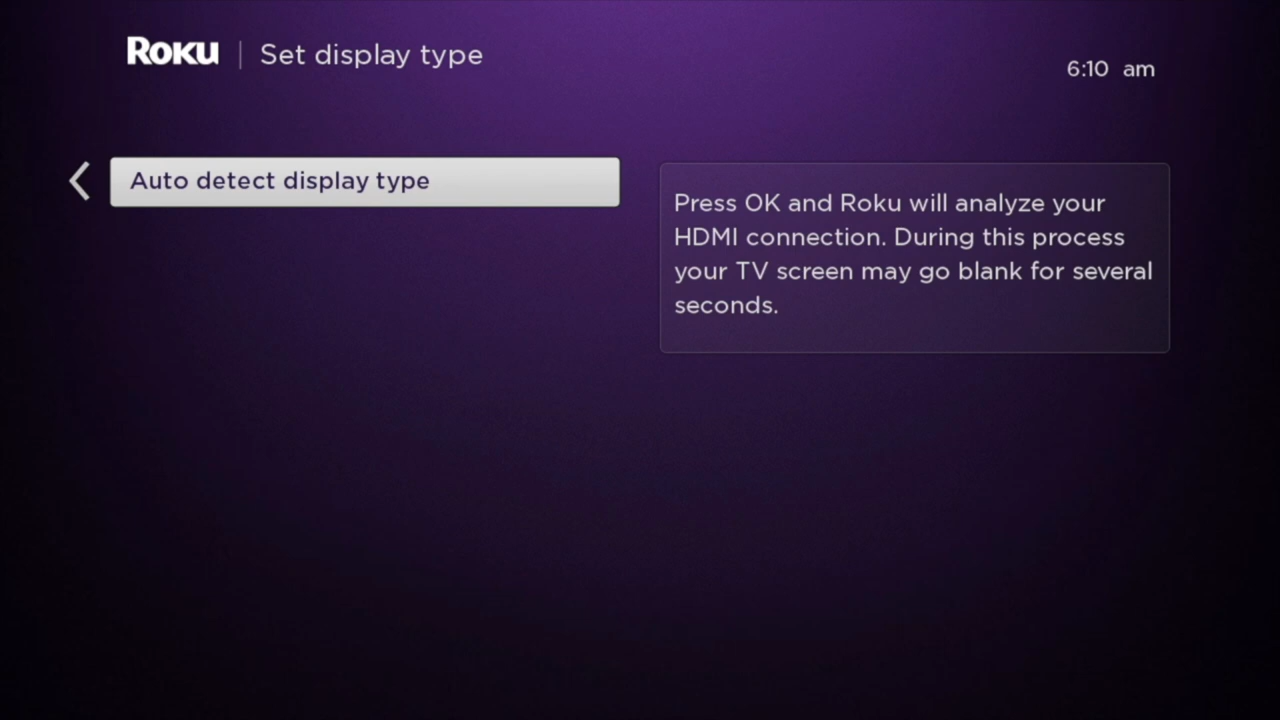 Roku | Set display type
6:10 am
Auto detect display type
Press OK and Roku will analyze your
HDMI connection. During this process
your TV screen may go blank for several
seconds.